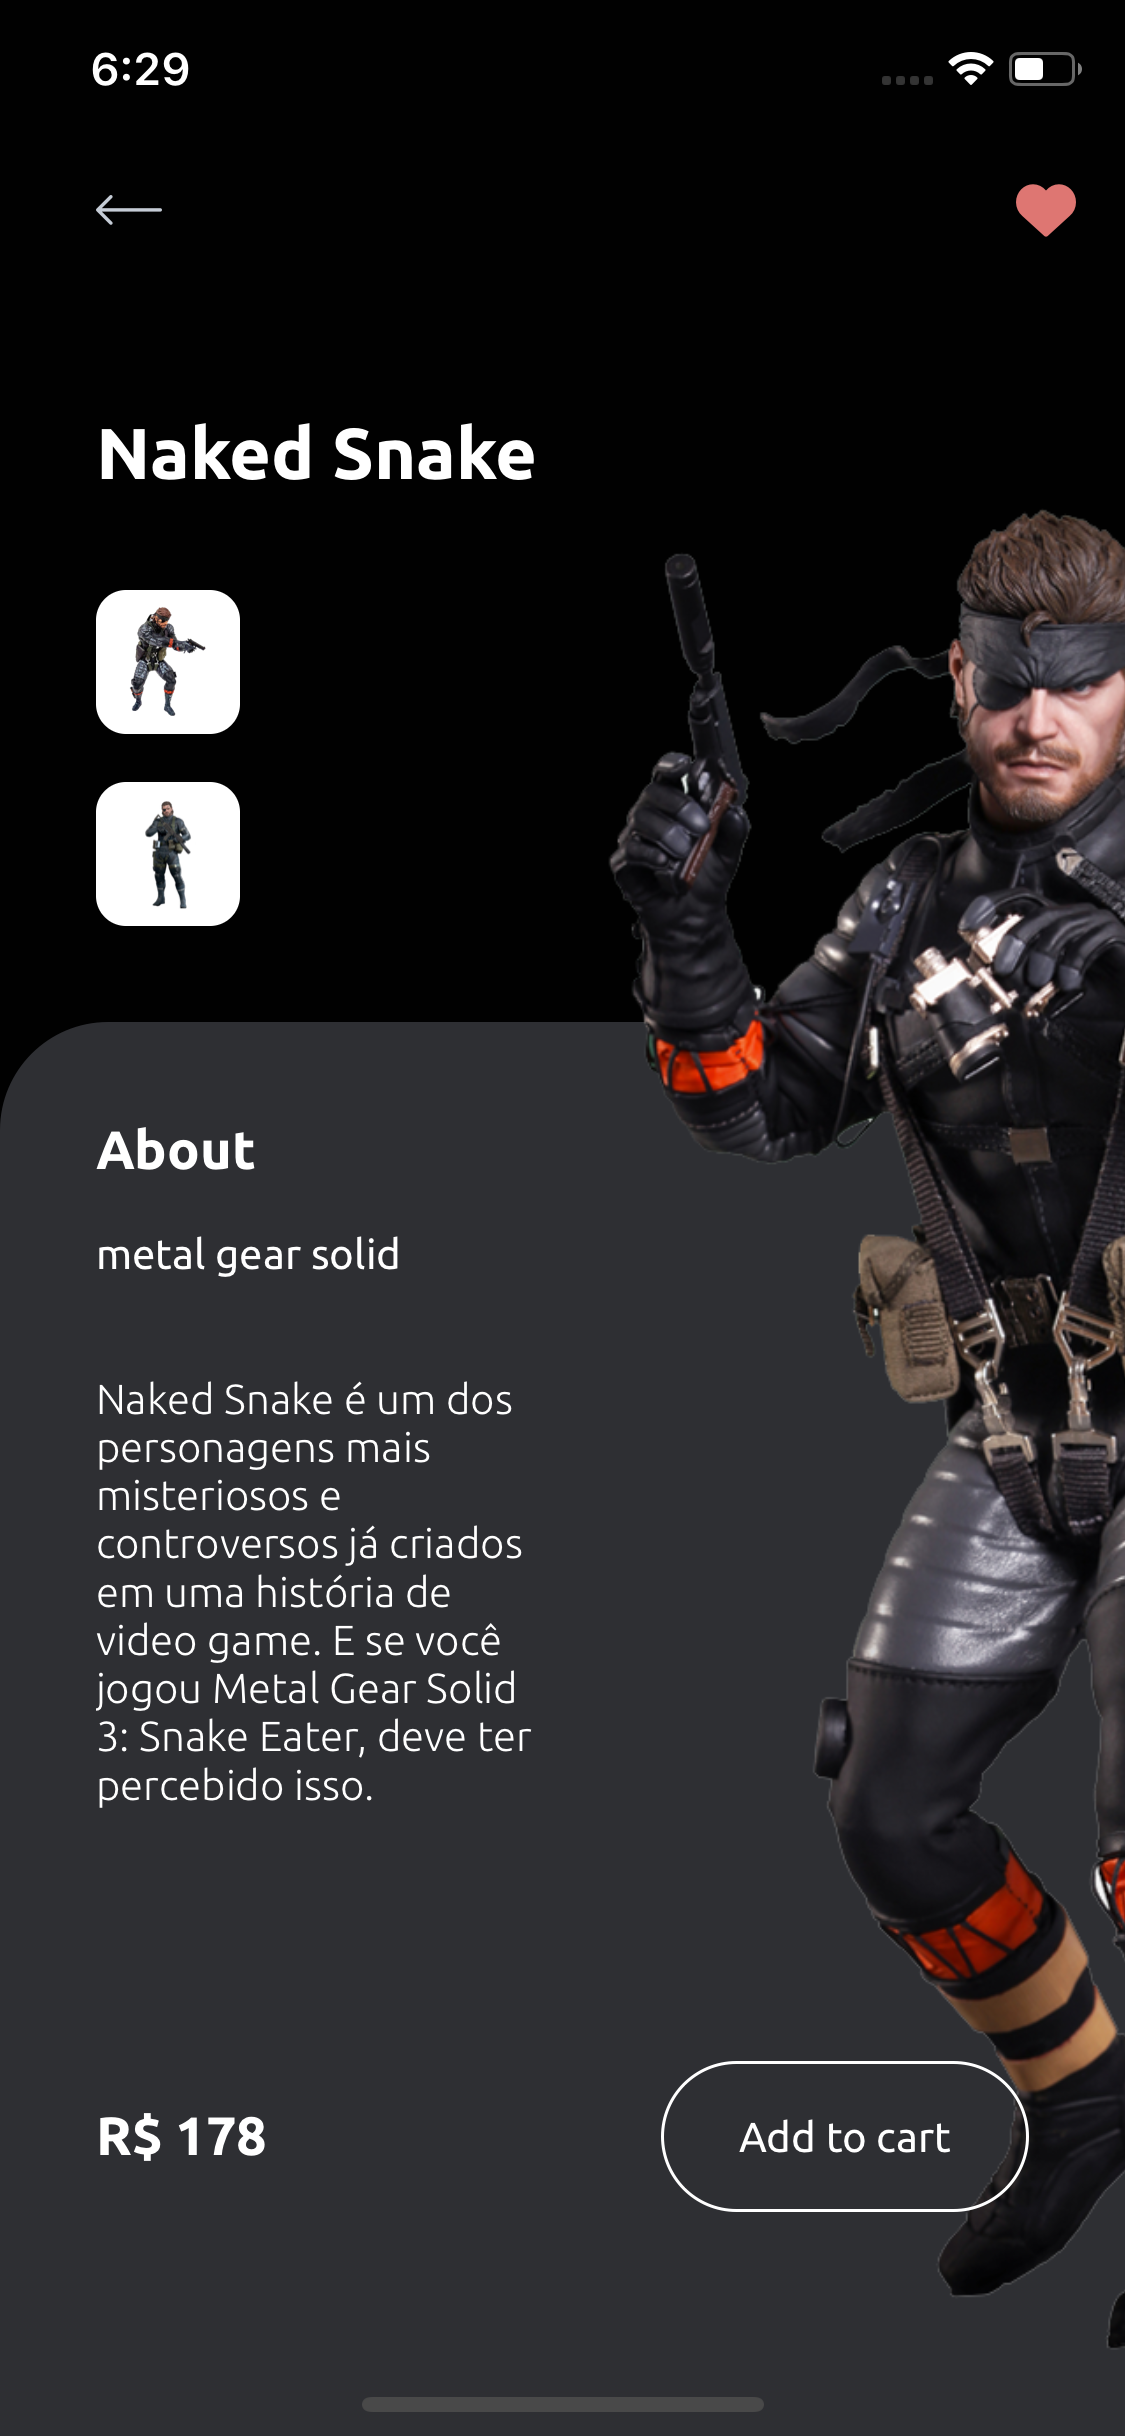 6:29
Naked Snake
About
metal gear solid
Naked Snake é um dos
personagens mais
misteriosos e
controversos já criados
em uma história de
video game. E se você
jogou Metal Gear Solid
3: Snake Eater, deve ter
percebido isso.
R$ 178
Add to cart